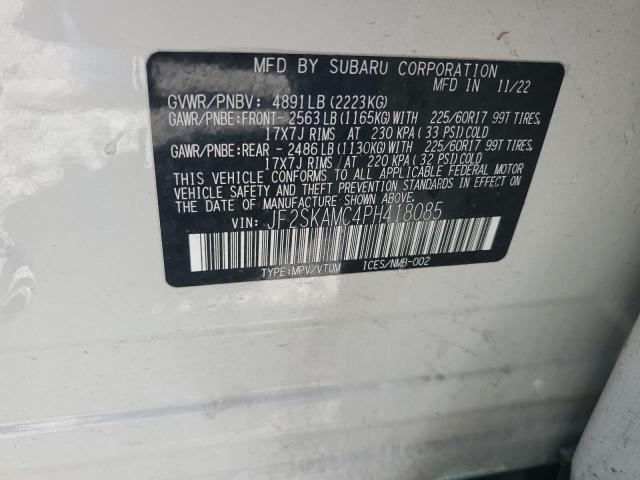 MFD BY SUBARU CORPORATION
MFD IN 11/22
GVWR/PNBV: 4891LB (2223KG)
GAWR/PNBE:FRONT- 2563 LB (1165KG) WITH 225/60R17 99T TIRES,
17X7J RIMS / AT 230 KPA (33 PSI) COLD
GAWR/PNBE:REAR - 2486 LB (1130KG) WITH 225/60R17 99T TIRES,
17X7J RIMS / AT 220 KPA (32 PSI) COLD
THIS VEHICLE CONFORMS TO ALL APPLICABLE FEDERAL MOTOR
VEHICLE SAFETY AND THEFT PREVENTION STANDARDS IN EFFECT ON
THE DATE OF MANUFACTURE SHOWN ABOVE.
VIN: JF2SKAMC4PH418085
TYPE:MPV/VTUM ICES/NMB-002